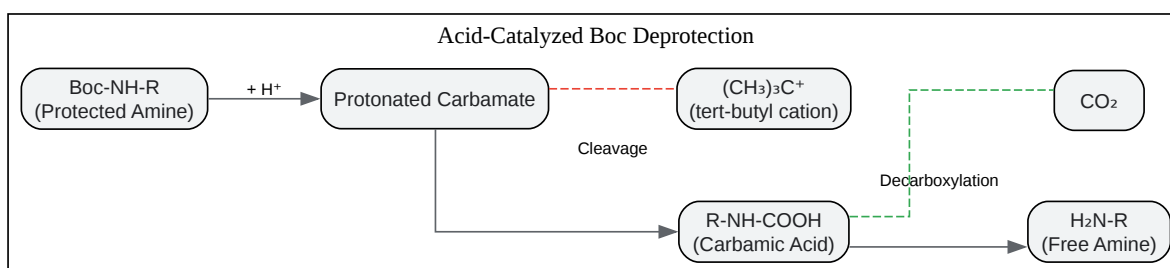 Acid-Catalyzed Boc Deprotection
Boc-NH-R
(Protected Amine)
+ H⁺
Protonated Carbamate
(CH₃)₃C⁺
(tert-butyl cation)
CO₂
Cleavage
Decarboxylation
R-NH-COOH
(Carbamic Acid)
H₂N-R
(Free Amine)